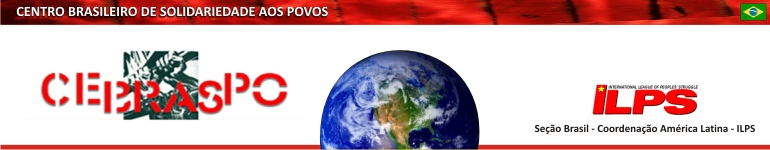 CENTRO BRASILEIRO DE SOLIDARIEDADE AOS POVOS
CEBRASPO
INTERNATIONAL LEAGUE OF PEOPLES' STRUGGLE
ILPS
Seção Brasil - Coordenação América Latina - ILPS